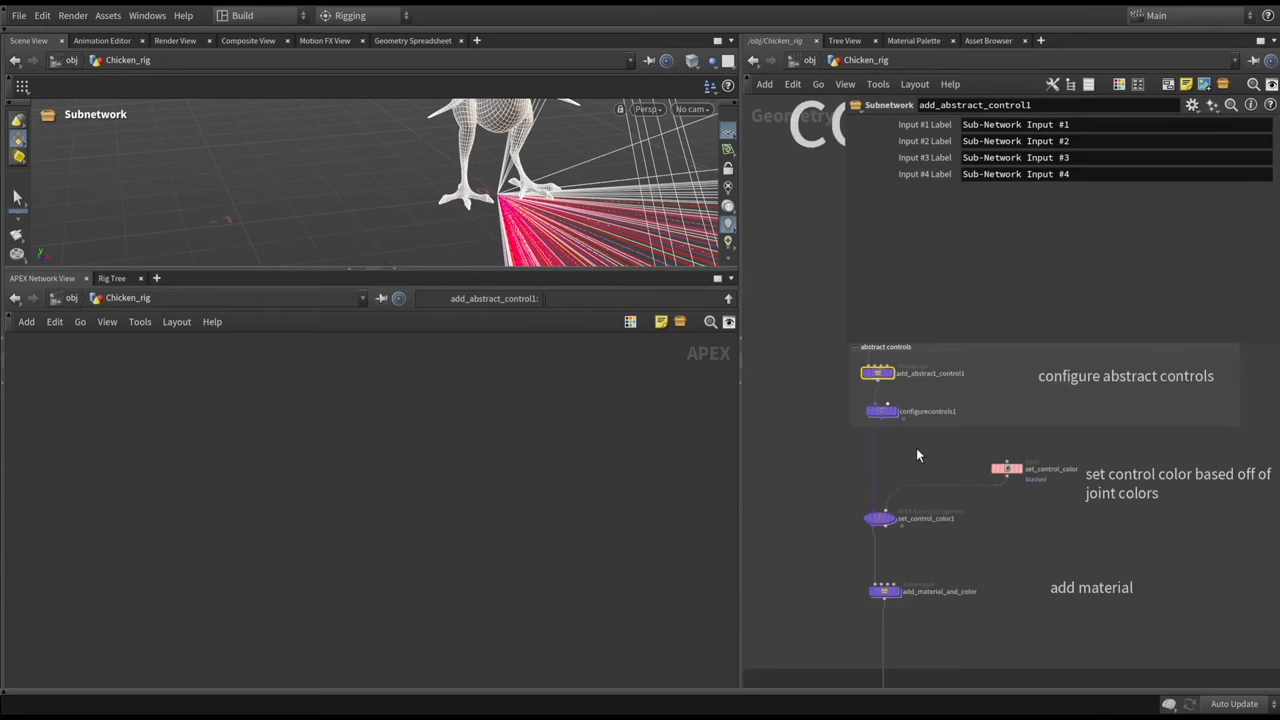 File Edit Render Assets Windows Help Build Rigging Main
Scene View Animation Editor Render View Composite View Motion FX View Geometry Spreadsheet
obj Chicken_rig
Subnetwork
Persp No cam
y
APEX Network View Rig Tree
obj Chicken_rig add_abstract_control1:
Add Edit Go View Tools Layout Help
APEX
/obj/Chicken_rig Tree View Material Palette Asset Browser
obj Chicken_rig
Add Edit Go View Tools Layout Help
Subnetwork add_abstract_control1
Input #1 Label Sub-Network Input #1
Input #2 Label Sub-Network Input #2
Input #3 Label Sub-Network Input #3
Input #4 Label Sub-Network Input #4
abstract controls
add_abstract_control1
configure abstract controls
configurecontrols1
set_control_color
set control color based off of
joint colors
set_control_color1
add_material_and_color
add material
Auto Update